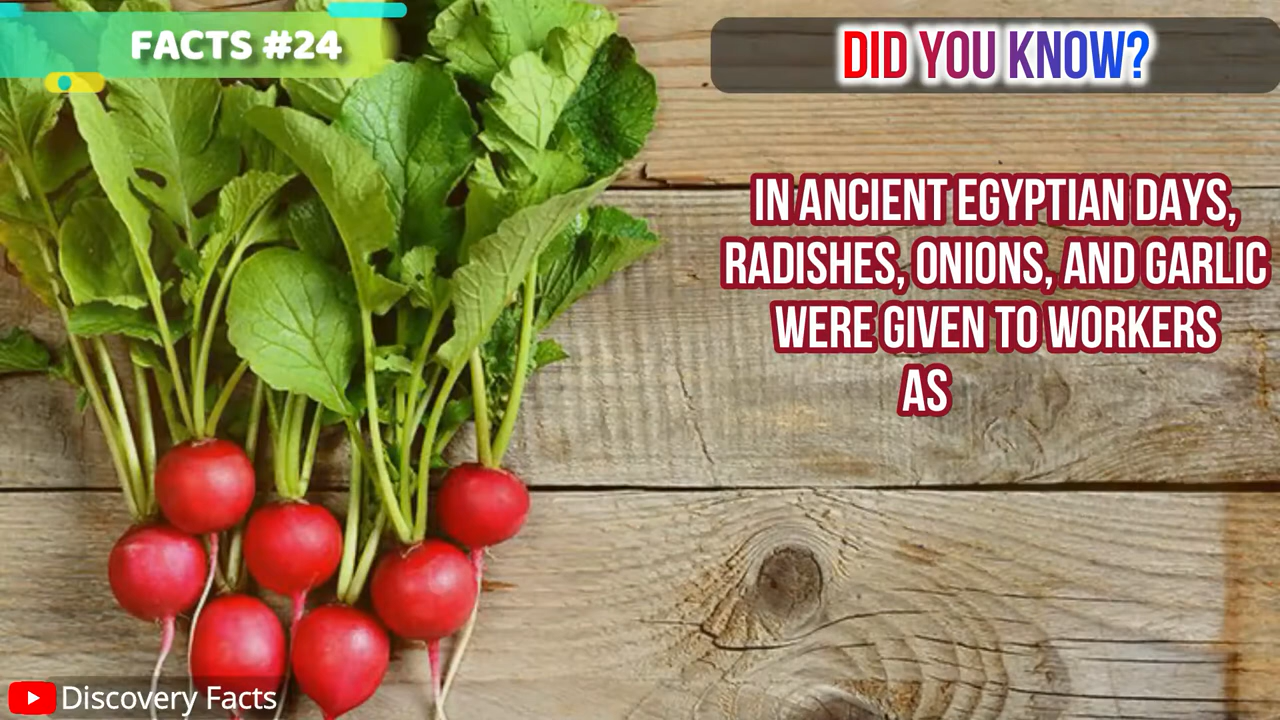 FACTS #24
DID YOU KNOW?
IN ANCIENT EGYPTIAN DAYS,
RADISHES, ONIONS, AND GARLIC
WERE GIVEN TO WORKERS
AS
Discovery Facts